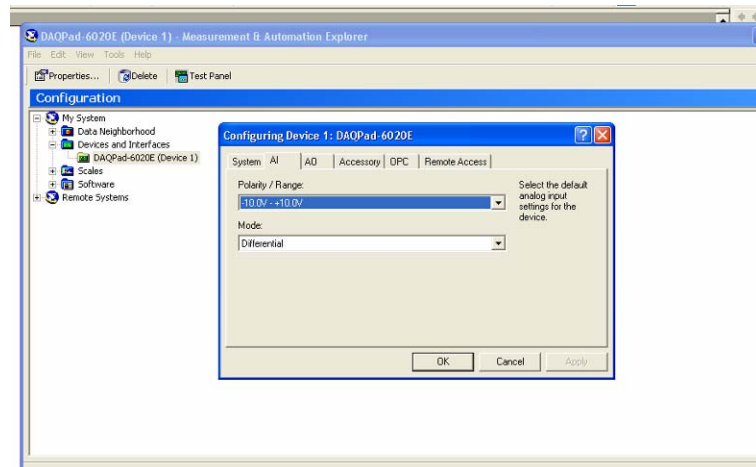 DAQPad-6020E (Device 1) - Measurement & Automation Explorer
File Edit View Tools Help
Properties... Delete Test Panel
Configuration
My System
Data Neighborhood
Devices and Interfaces
DAQPad-6020E (Device 1)
Scales
Software
Remote Systems
Configuring Device 1: DAQPad-6020E
System AI AO Accessory OPC Remote Access
Polarity / Range:
-10.0V - +10.0V
Mode:
Differential
Select the default
analog input
settings for the
device.
OK Cancel Apply